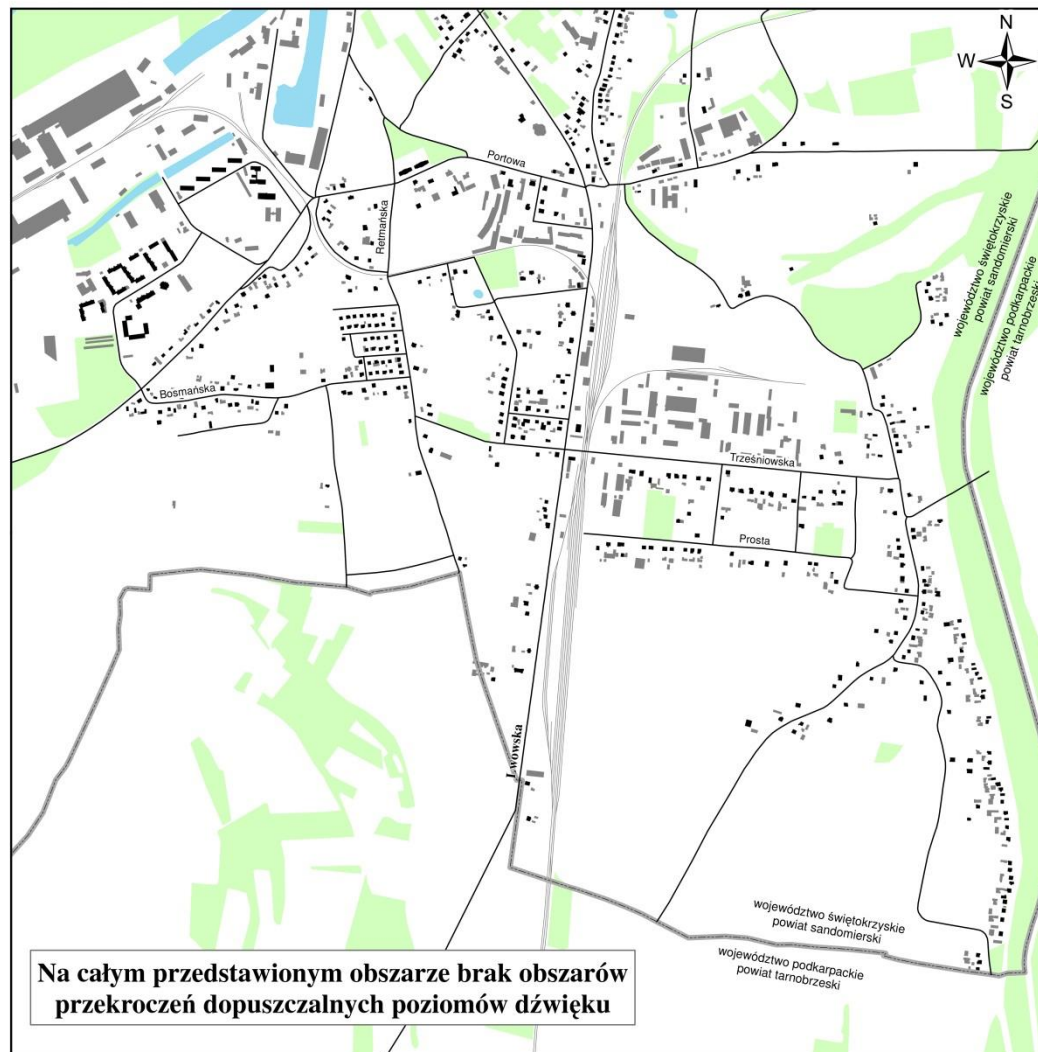 N
W
S
Portowa
Retmańska
województwo świętokrzyskie
powiat sandomierski
województwo podkarpackie
powiat tarnobrzeski
Bosmańska
Trześniowska
Prosta
Lwowska
województwo świętokrzyskie
powiat sandomierski
województwo podkarpackie
powiat tarnobrzeski
Na całym przedstawionym obszarze brak obszarów
przekroczeń dopuszczalnych poziomów dźwięku